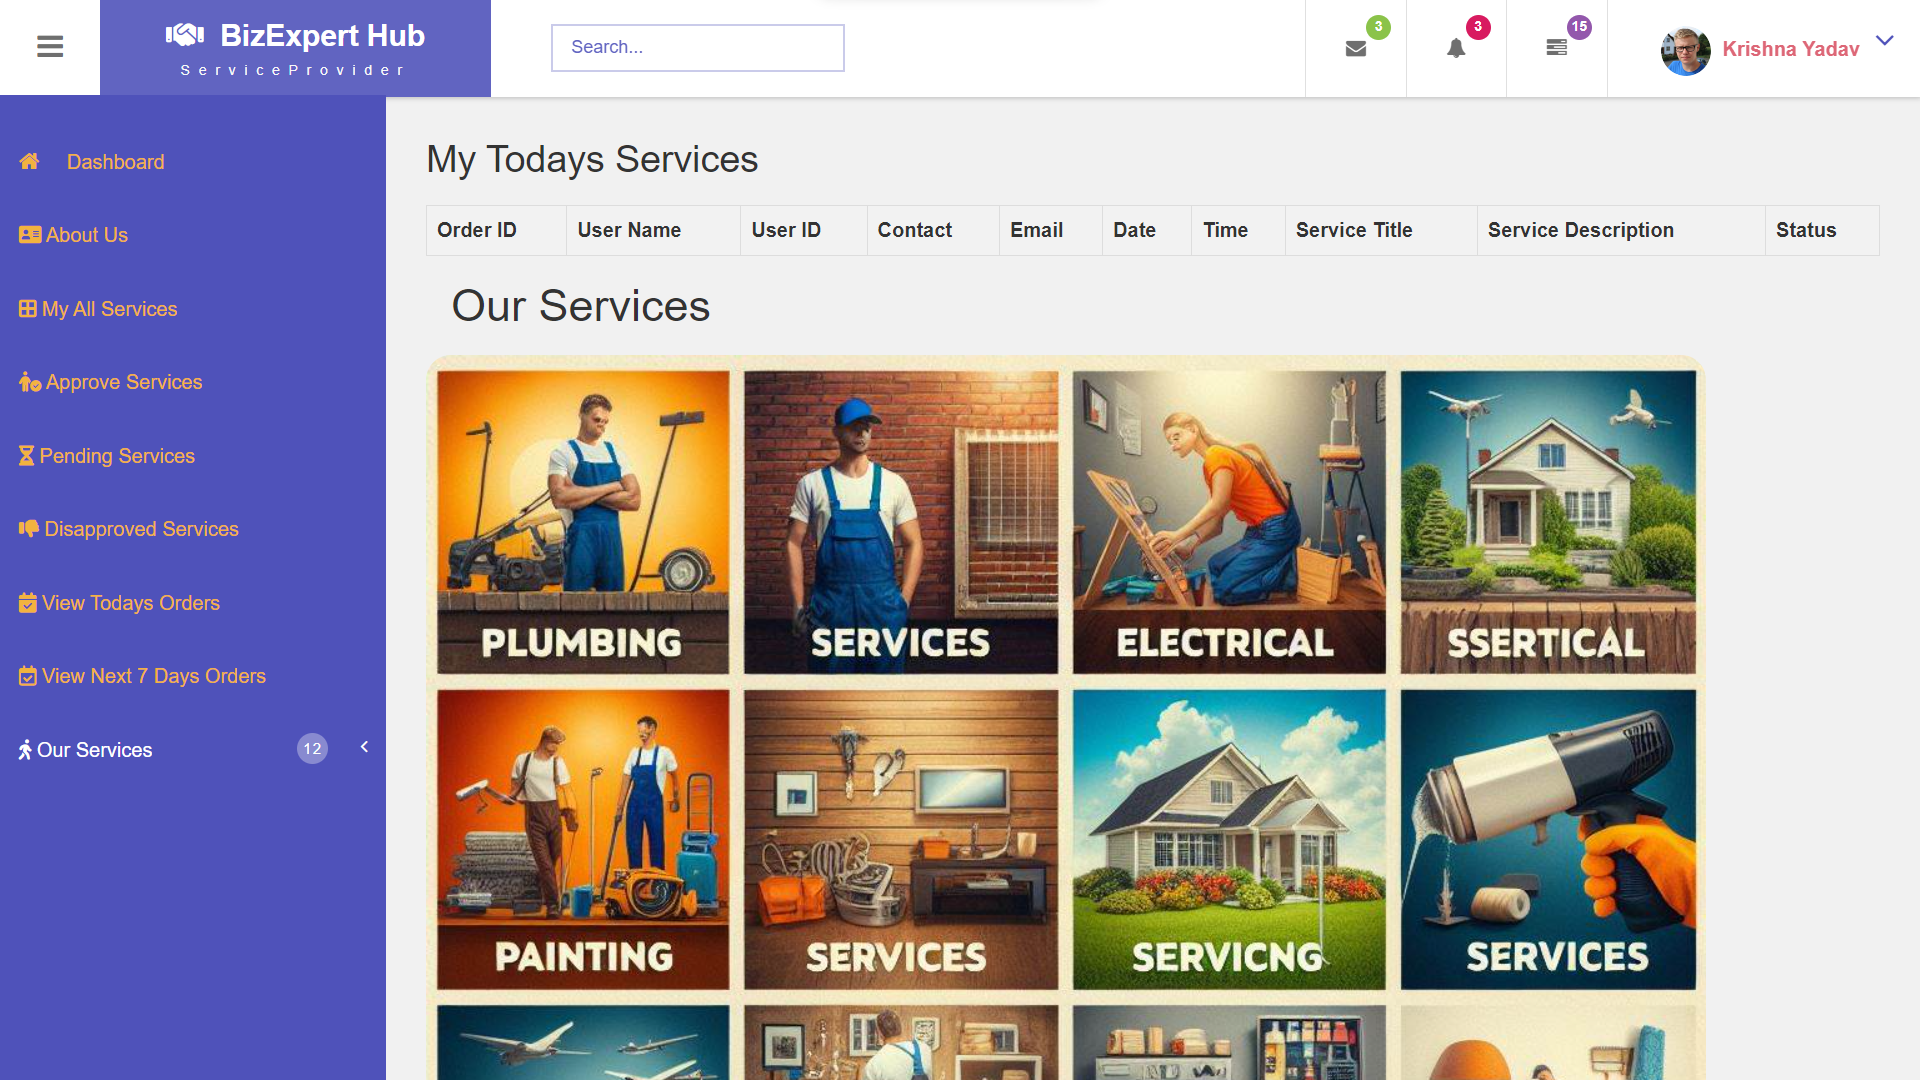 BizExpert Hub
ServiceProvider
Search...
3
3
15
Krishna Yadav
Dashboard
About Us
My All Services
Approve Services
Pending Services
Disapproved Services
View Todays Orders
View Next 7 Days Orders
Our Services 12
My Todays Services
Order ID User Name User ID Contact Email Date Time Service Title Service Description Status
Our Services
PLUMBING SERVICES ELECTRICAL SSERTICAL
PAINTING SERVICES SERVICNG SERVICES